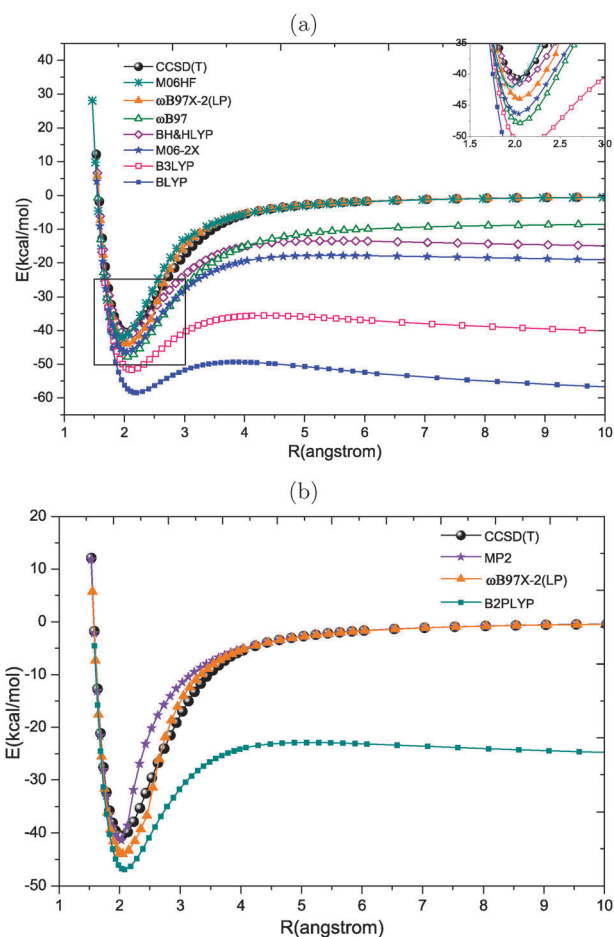 (a)
40
30
20
10
0
-10
-20
-30
-40
-50
-60
E(kcal/mol)
CCSD(T)
M06HF
ωB97X-2(LP)
ωB97
BH&HLYP
M06-2X
B3LYP
BLYP
35
-40
-45
-50
1.5 2.0 2.5 3.0
1 2 3 4 5 6 7 8 9 10
R(angstrom)
(b)
20
10
0
-10
-20
-30
-40
-50
E(kcal/mol)
CCSD(T)
MP2
ωB97X-2(LP)
B2PLYP
1 2 3 4 5 6 7 8 9 10
R(angstrom)